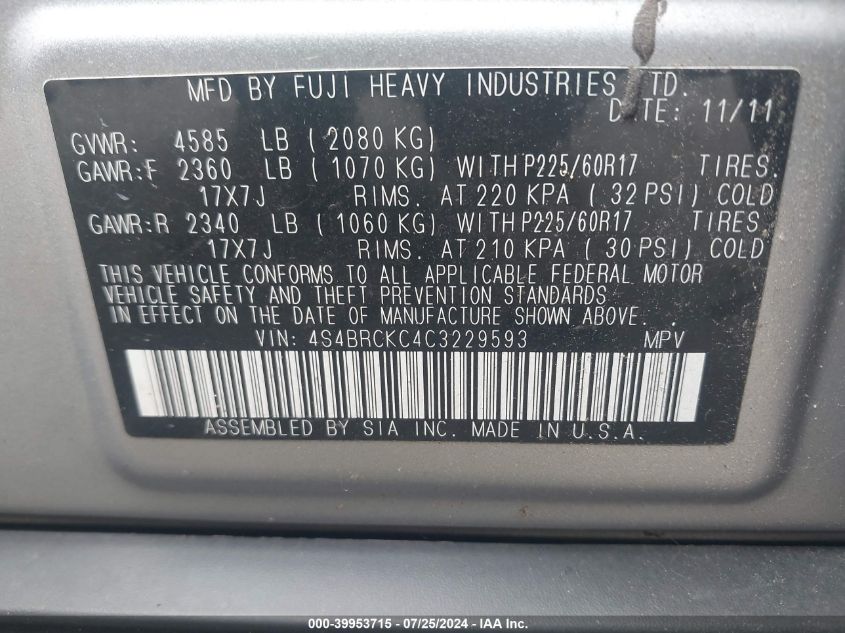 MFD BY FUJI HEAVY INDUSTRIES LTD.
DATE: 11/11
GVWR: 4585 LB ( 2080 KG)
GAWR:F 2360 LB ( 1070 KG) WITH P225/60R17 TIRES.
17X7J RIMS. AT 220 KPA ( 32 PSI) COLD
GAWR:R 2340 LB ( 1060 KG) WITH P225/60R17 TIRES.
17X7J RIMS. AT 210 KPA ( 30 PSI) COLD
THIS VEHICLE CONFORMS TO ALL APPLICABLE FEDERAL MOTOR
VEHICLE SAFETY AND THEFT PREVENTION STANDARDS
IN EFFECT ON THE DATE OF MANUFACTURE SHOWN ABOVE.
VIN: 4S4BRCKC4C3229593 MPV
ASSEMBLED BY SIA INC. MADE IN U.S.A.
000-39953715 - 07/25/2024 - IAA Inc.